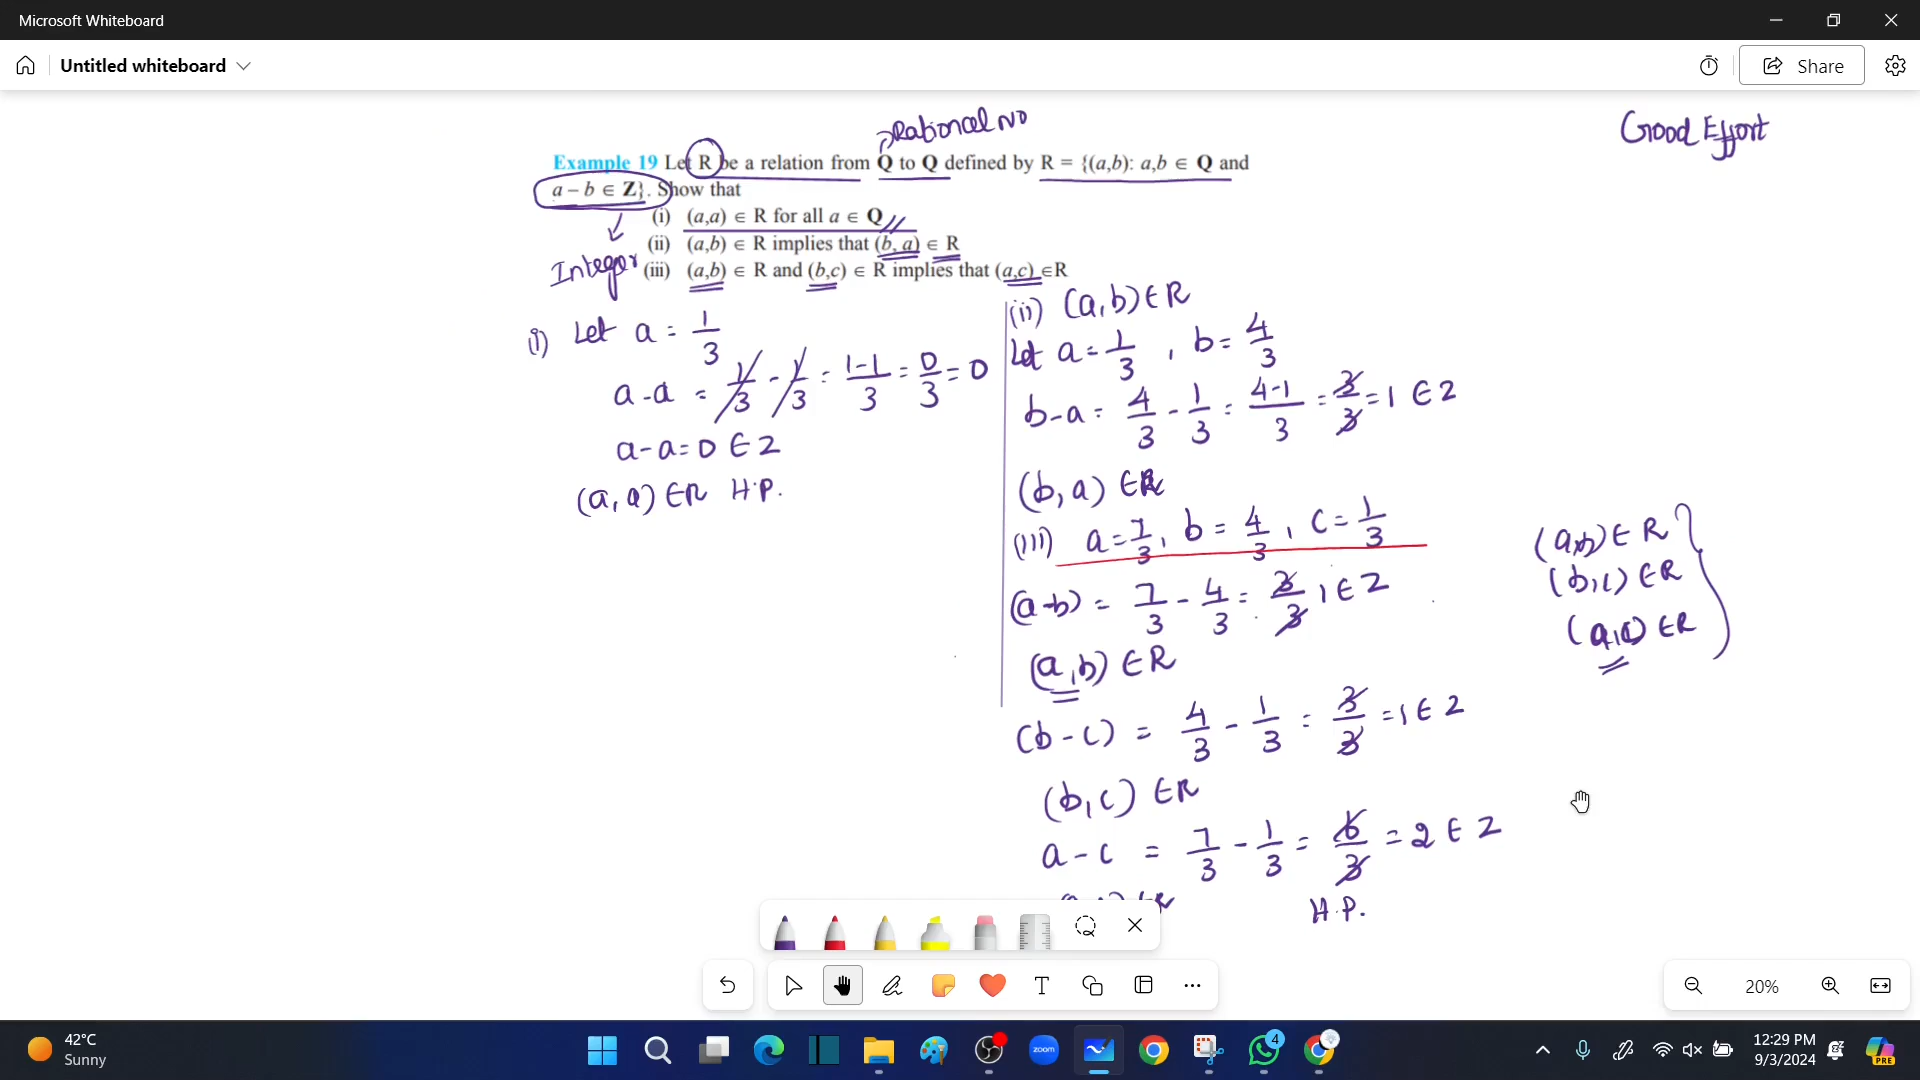 Microsoft Whiteboard
Untitled whiteboard
Share
Rational No
Good Effort
Example 19 Let R be a relation from Q to Q defined by R = {(a,b): a,b ∈ Q and
a – b ∈ Z}. Show that
(i) (a,a) ∈ R for all a ∈ Q
(ii) (a,b) ∈ R implies that (b, a) ∈ R
Integer
(iii) (a,b) ∈ R and (b,c) ∈ R implies that (a,c) ∈R
(i) Let a = 1/3
a-a = 1/3 - 1/3 = 1-1/3 = 0/3 = 0
a-a = 0 ∈ Z
(a, a) ∈ R H.P.
(ii) (a, b) ∈ R
Let a = 1/3 , b = 4/3
b-a = 4/3 - 1/3 = 4-1/3 = 3/3 = 1 ∈ Z
(b, a) ∈ R
(iii) a = 7/3, b = 4/3, c = 1/3
(a-b) = 7/3 - 4/3 = 3/3 1 ∈ Z
(a,b) ∈ R
(b-c) = 4/3 - 1/3 = 3/3 = 1 ∈ Z
(b,c) ∈ R
a-c = 7/3 - 1/3 = 6/3 = 2 ∈ Z
H.P.
(a,b) ∈ R
(b,c) ∈ R
(a,c) ∈ R
20%
42°C
Sunny
zoom
4
12:29 PM
9/3/2024
PRE